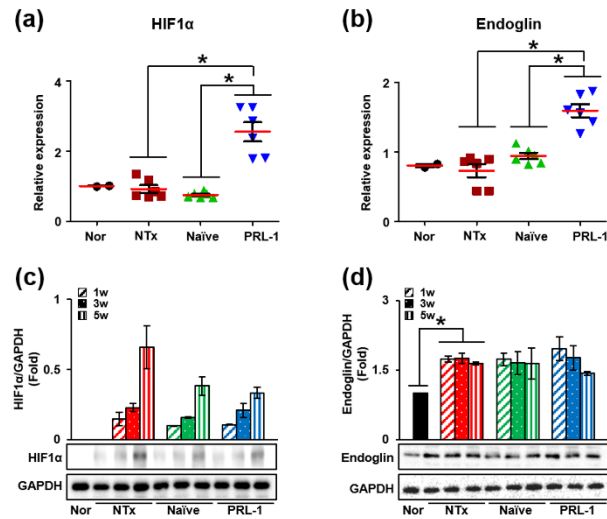 (a)
HIF1α
Relative expression
6
4
2
0
*
*
Nor NTx Naïve PRL-1
(b)
Endoglin
Relative expression
3
2
1
0
*
*
Nor NTx Naïve PRL-1
(c)
1w
3w
5w
HIF1α/GAPDH
(Fold)
1
0.5
0
HIF1α
GAPDH
Nor NTx Naïve PRL-1
(d)
1w
3w
5w
*
Endoglin/GAPDH
(Fold)
3
1.5
0
Endoglin
GAPDH
Nor NTx Naïve PRL-1